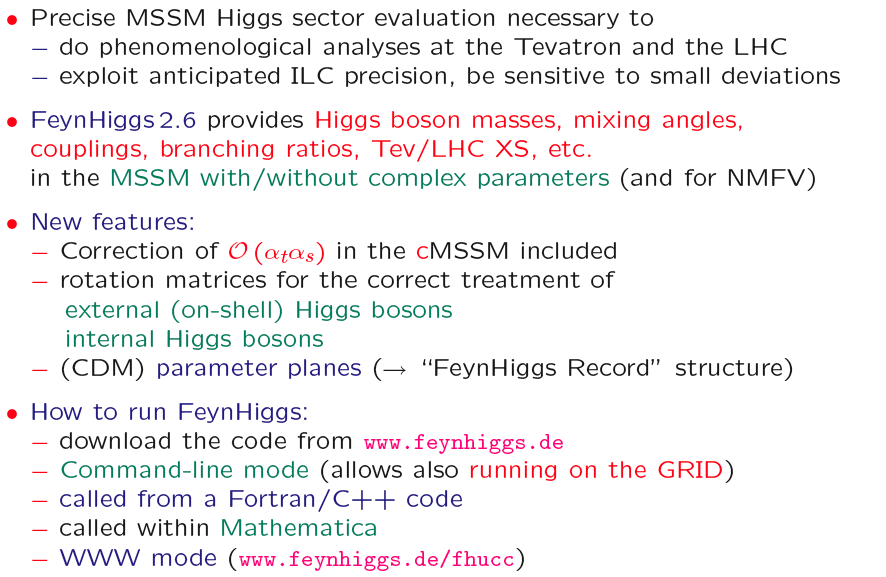 • Precise MSSM Higgs sector evaluation necessary to
– do phenomenological analyses at the Tevatron and the LHC
– exploit anticipated ILC precision, be sensitive to small deviations
• FeynHiggs 2.6 provides Higgs boson masses, mixing angles,
couplings, branching ratios, Tev/LHC XS, etc.
in the MSSM with/without complex parameters (and for NMFV)
• New features:
– Correction of 𝒪(αₜαₛ) in the cMSSM included
– rotation matrices for the correct treatment of
external (on-shell) Higgs bosons
internal Higgs bosons
– (CDM) parameter planes (→ “FeynHiggs Record” structure)
• How to run FeynHiggs:
– download the code from www.feynhiggs.de
– Command-line mode (allows also running on the GRID)
– called from a Fortran/C++ code
– called within Mathematica
– WWW mode (www.feynhiggs.de/fhucc)